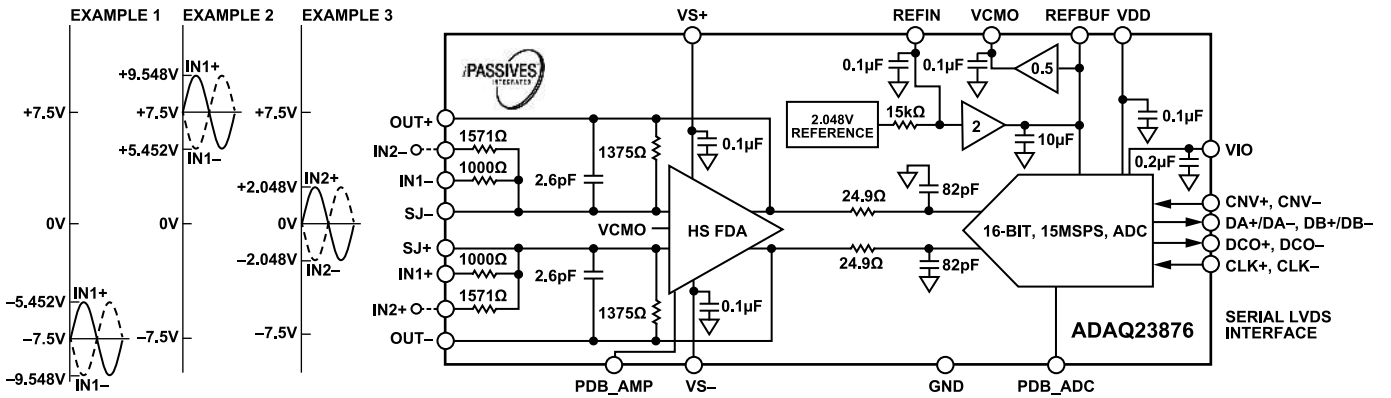 EXAMPLE 1
EXAMPLE 2
EXAMPLE 3
+7.5V
0V
−5.452V
IN1+
−7.5V
−9.548V
IN1−
+9.548V
IN1+
+7.5V
+5.452V
IN1−
0V
−7.5V
+7.5V
IN2+
+2.048V
0V
−2.048V
IN2−
−7.5V
iPASSIVES
INTEGRATED
VS+
REFIN
VCMO
REFBUF
VDD
0.1µF
0.1µF
0.5
2.048V
REFERENCE
15kΩ
2
10µF
0.1µF
0.2µF
VIO
OUT+
IN2−
1571Ω
IN1−
1000Ω
SJ−
2.6pF
1375Ω
0.1µF
VCMO
HS FDA
SJ+
1000Ω
IN1+
1571Ω
IN2+
OUT−
2.6pF
1375Ω
0.1µF
24.9Ω
82pF
24.9Ω
82pF
16-BIT, 15MSPS, ADC
CNV+, CNV−
DA+/DA−, DB+/DB−
DCO+, DCO−
CLK+, CLK−
SERIAL LVDS
INTERFACE
ADAQ23876
PDB_AMP
VS−
GND
PDB_ADC